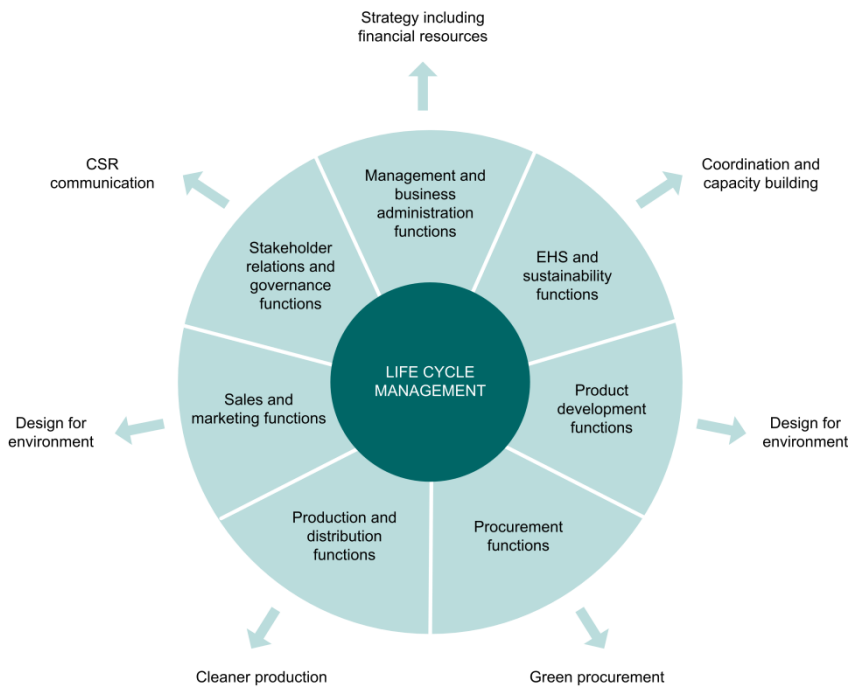 Strategy including
financial resources
CSR
communication
Coordination and
capacity building
Management and
business
administration
functions
Stakeholder
relations and
governance
functions
EHS and
sustainability
functions
LIFE CYCLE
MANAGEMENT
Sales and
marketing functions
Product
development
functions
Design for
environment
Design for
environment
Production and
distribution
functions
Procurement
functions
Cleaner production
Green procurement